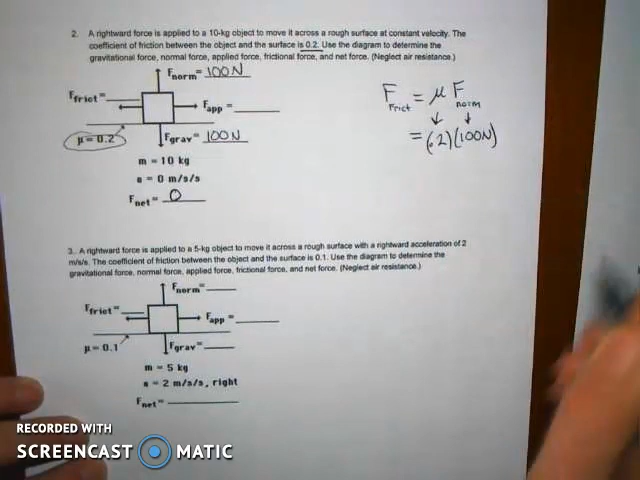 2. A rightward force is applied to a 10-kg object to move it across a rough surface at constant velocity. The
coefficient of friction between the object and the surface is 0.2. Use the diagram to determine the
gravitational force, normal force, applied force, frictional force, and net force. (Neglect air resistance.)
Fnorm= 100N
Ffrict=
Fapp =
μ = 0.2
Fgrav= 100N
m = 10 kg
a = 0 m/s/s
Fnet= 0
F Frict = μ F norm
= (.2)(100N)
3. A rightward force is applied to a 5-kg object to move it across a rough surface with a rightward acceleration of 2
m/s/s. The coefficient of friction between the object and the surface is 0.1. Use the diagram to determine the
gravitational force, normal force, applied force, frictional force, and net force. (Neglect air resistance.)
Fnorm=
Ffrict=
Fapp =
μ = 0.1
Fgrav=
m = 5 kg
a = 2 m/s/s, right
Fnet=
RECORDED WITH
SCREENCAST MATIC